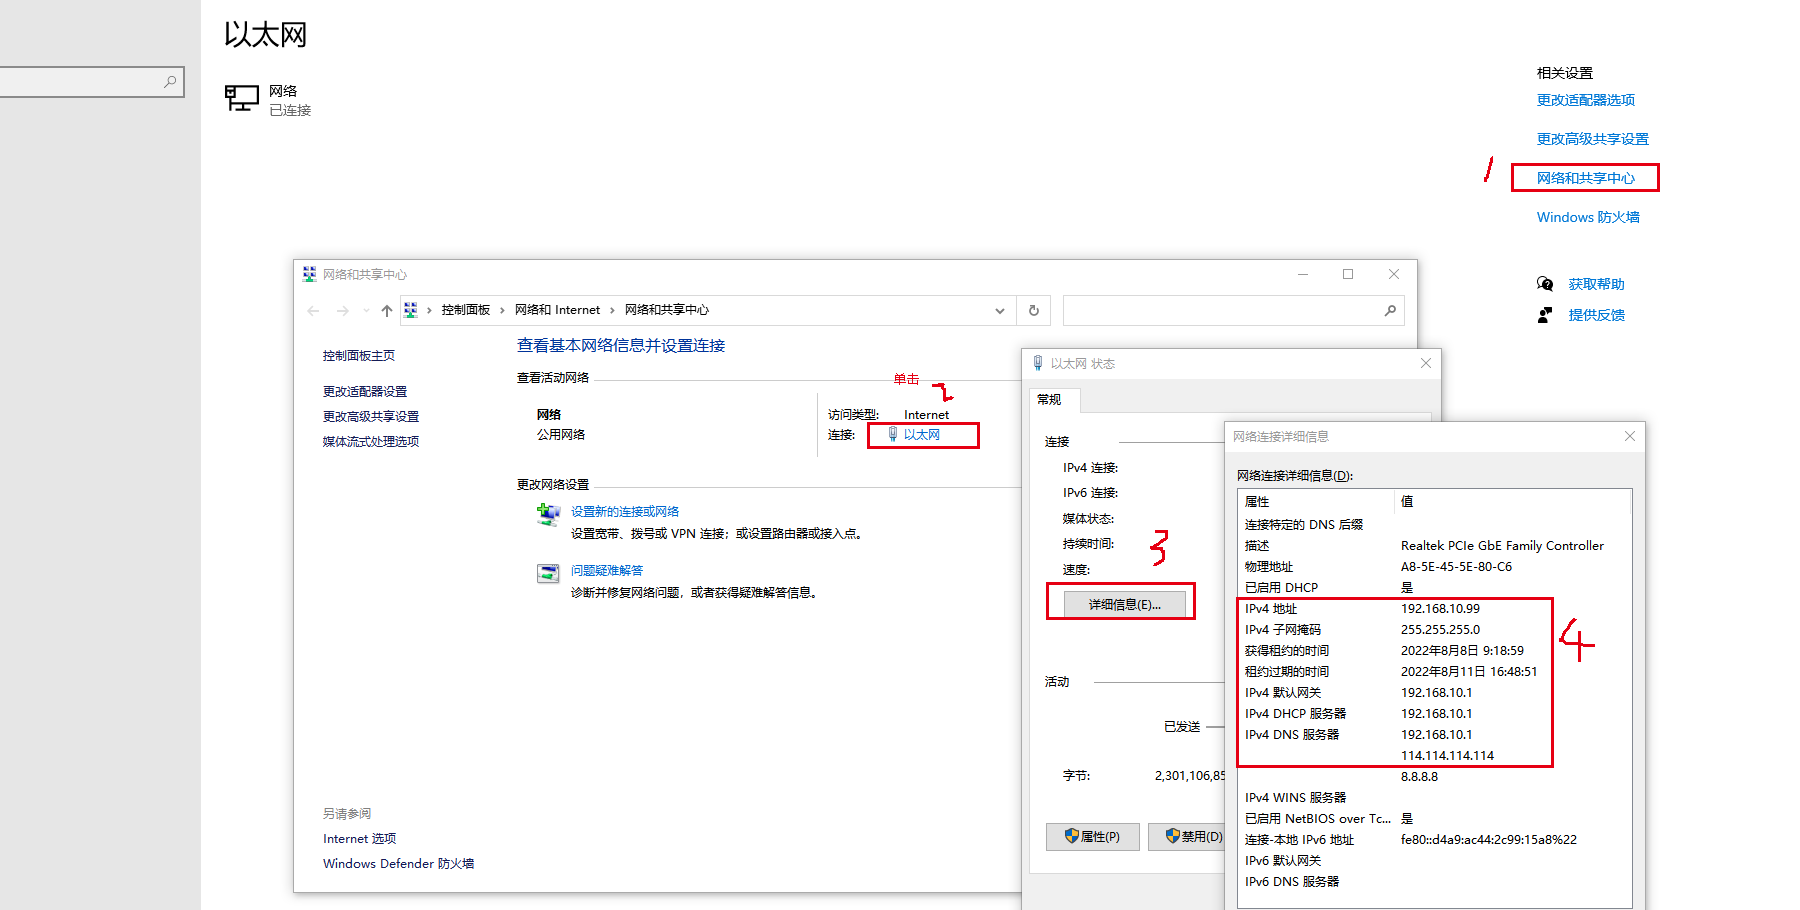 以太网
网络
已连接
相关设置
更改适配器选项
更改高级共享设置
1
网络和共享中心
Windows 防火墙
获取帮助
提供反馈
网络和共享中心
控制面板 › 网络和 Internet › 网络和共享中心
控制面板主页
更改适配器设置
更改高级共享设置
媒体流式处理选项
查看基本网络信息并设置连接
查看活动网络
网络
公用网络
单击
2
访问类型: Internet
连接: 以太网
更改网络设置
设置新的连接或网络
设置宽带、拨号或 VPN 连接；或设置路由器或接入点。
问题疑难解答
诊断并修复网络问题，或者获得疑难解答信息。
另请参阅
Internet 选项
Windows Defender 防火墙
以太网 状态
常规
连接
IPv4 连接:
IPv6 连接:
媒体状态:
持续时间:
速度:
3
详细信息(E)...
活动
已发送
字节: 2,301,106,85
属性(P)
禁用(D)
网络连接详细信息
网络连接详细信息(D):
属性 值
连接特定的 DNS 后缀
描述 Realtek PCIe GbE Family Controller
物理地址 A8-5E-45-5E-80-C6
已启用 DHCP 是
IPv4 地址 192.168.10.99
IPv4 子网掩码 255.255.255.0
获得租约的时间 2022年8月8日 9:18:59
租约过期的时间 2022年8月11日 16:48:51
IPv4 默认网关 192.168.10.1
IPv4 DHCP 服务器 192.168.10.1
IPv4 DNS 服务器 192.168.10.1
114.114.114.114
8.8.8.8
4
IPv4 WINS 服务器
已启用 NetBIOS over Tc... 是
连接-本地 IPv6 地址 fe80::d4a9:ac44:2c99:15a8%22
IPv6 默认网关
IPv6 DNS 服务器